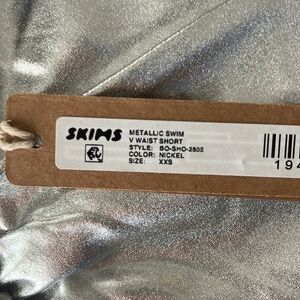 SKIMS
METALLIC SWIM
V WAIST SHORT
STYLE: BO-SHO-2805
COLOR: NICKEL
SIZE: XXS
194